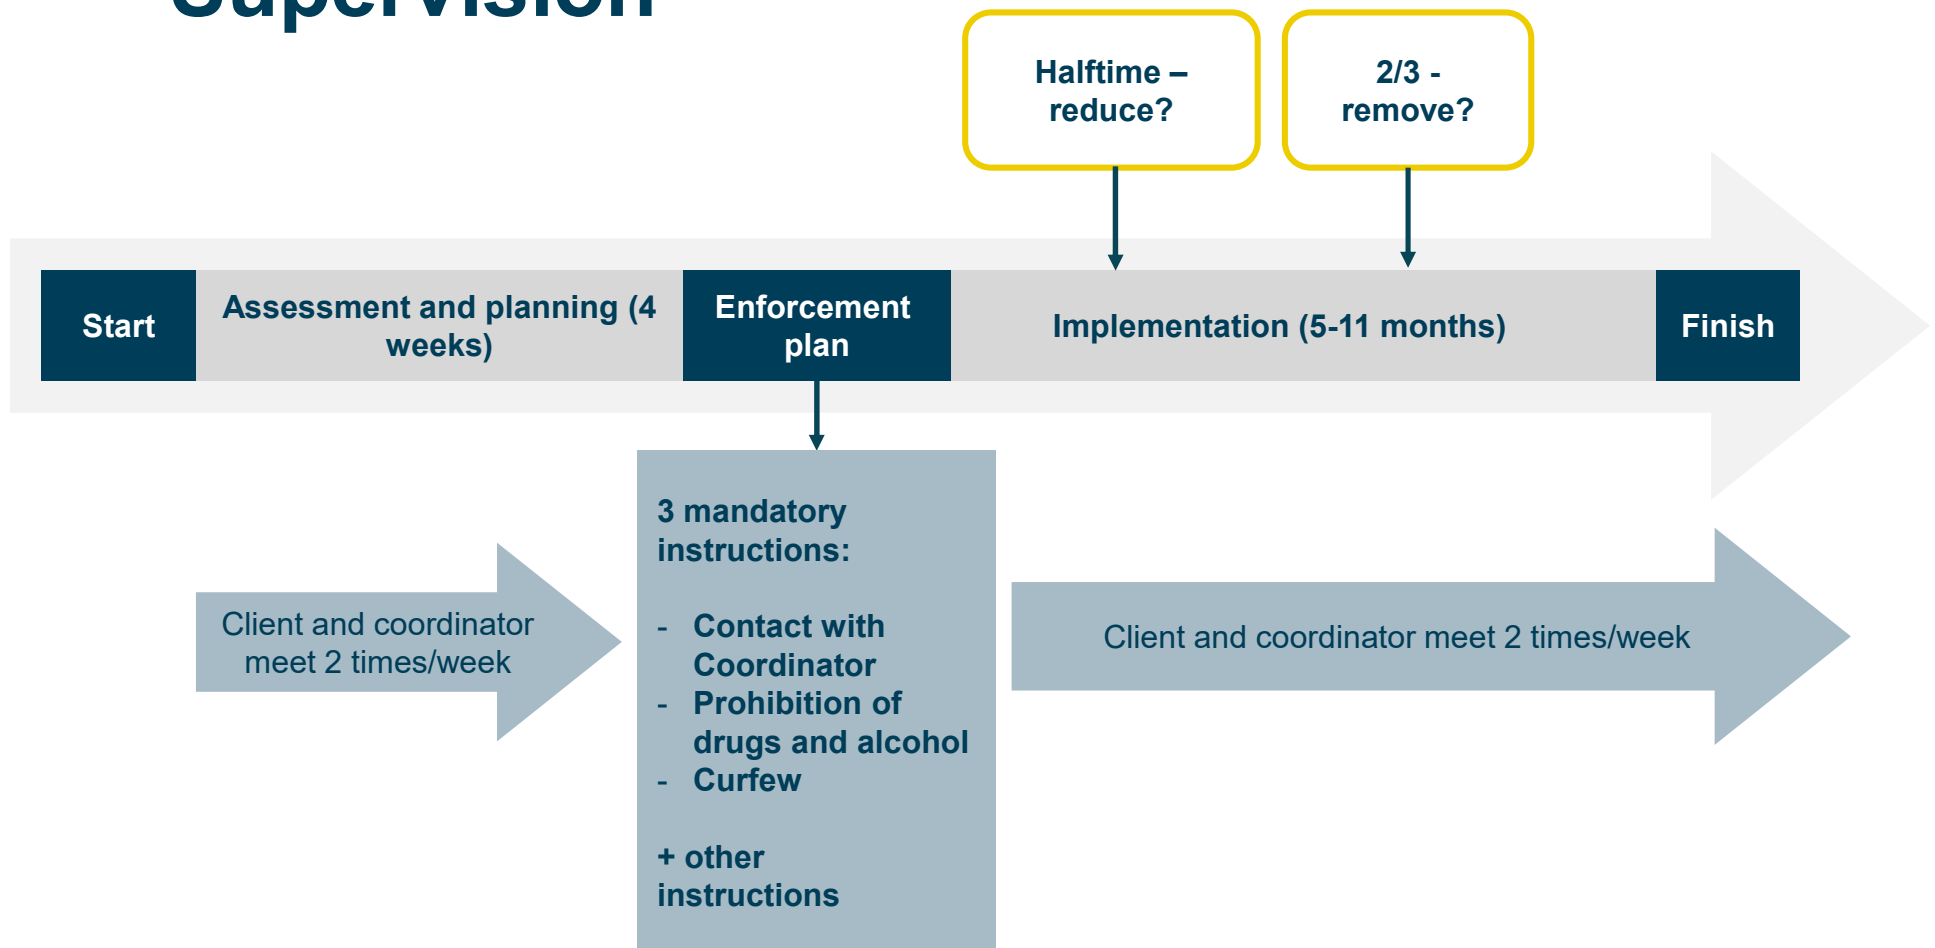 Supervision
Halftime –
reduce?
2/3 -
remove?
Start
Assessment and planning (4
weeks)
Enforcement
plan
Implementation (5-11 months)
Finish
3 mandatory
instructions:
- Contact with
Coordinator
- Prohibition of
drugs and alcohol
- Curfew
+ other
instructions
Client and coordinator
meet 2 times/week
Client and coordinator meet 2 times/week